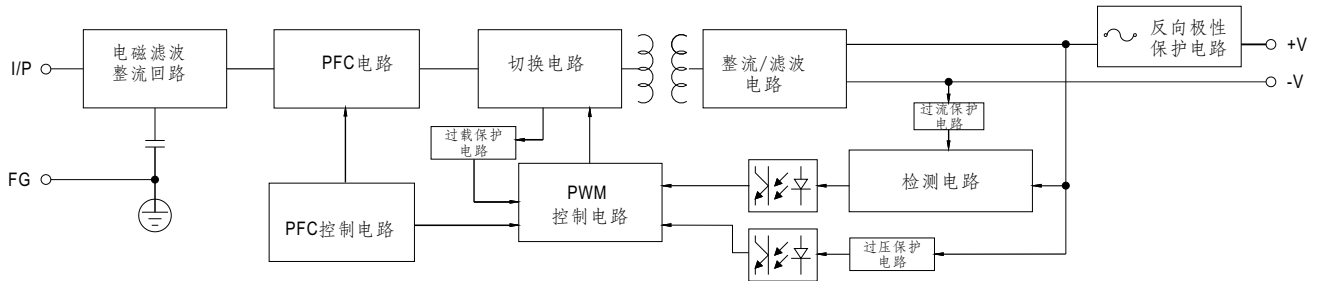 I/P
电磁滤波
整流回路
PFC电路
切换电路
整流/滤波
电路
反向极性
保护电路
+V
-V
过载保护
电路
过流保护
电路
FG
PFC控制电路
PWM
控制电路
检测电路
过压保护
电路